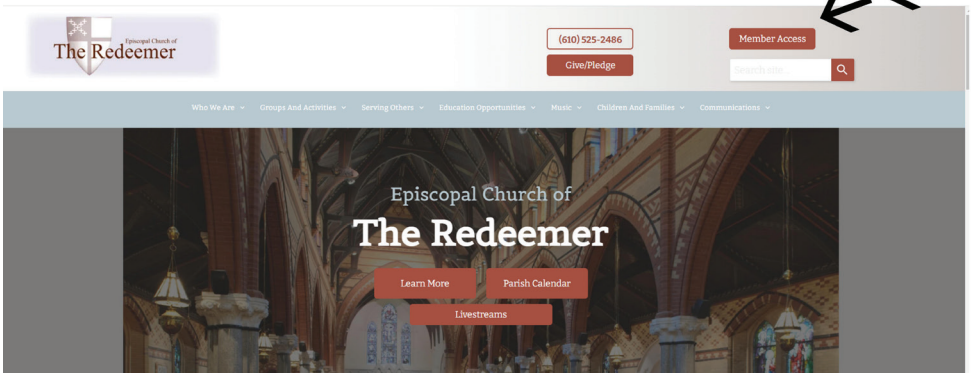 Episcopal Church of
The Redeemer
(610) 525-2486
Give/Pledge
Member Access
Search site...
Who We Are
Groups And Activities
Serving Others
Education Opportunities
Music
Children And Families
Communications
Episcopal Church of
The Redeemer
Learn More
Parish Calendar
Livestreams